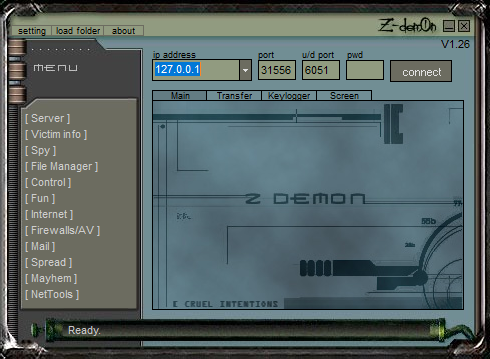 setting load folder about
Z-dem0n
V1.26
ip address port u/d port pwd
127.0.0.1 31556 6051
connect
MENU
Main Transfer Keylogger Screen
[ Server ]
[ Victim info ]
[ Spy ]
[ File Manager ]
[ Control ]
[ Fun ]
[ Internet ]
[ Firewalls/AV ]
[ Mail ]
[ Spread ]
[ Mayhem ]
[ NetTools ]
Z DEMON
E CRUEL INTENTIONS
Ready.